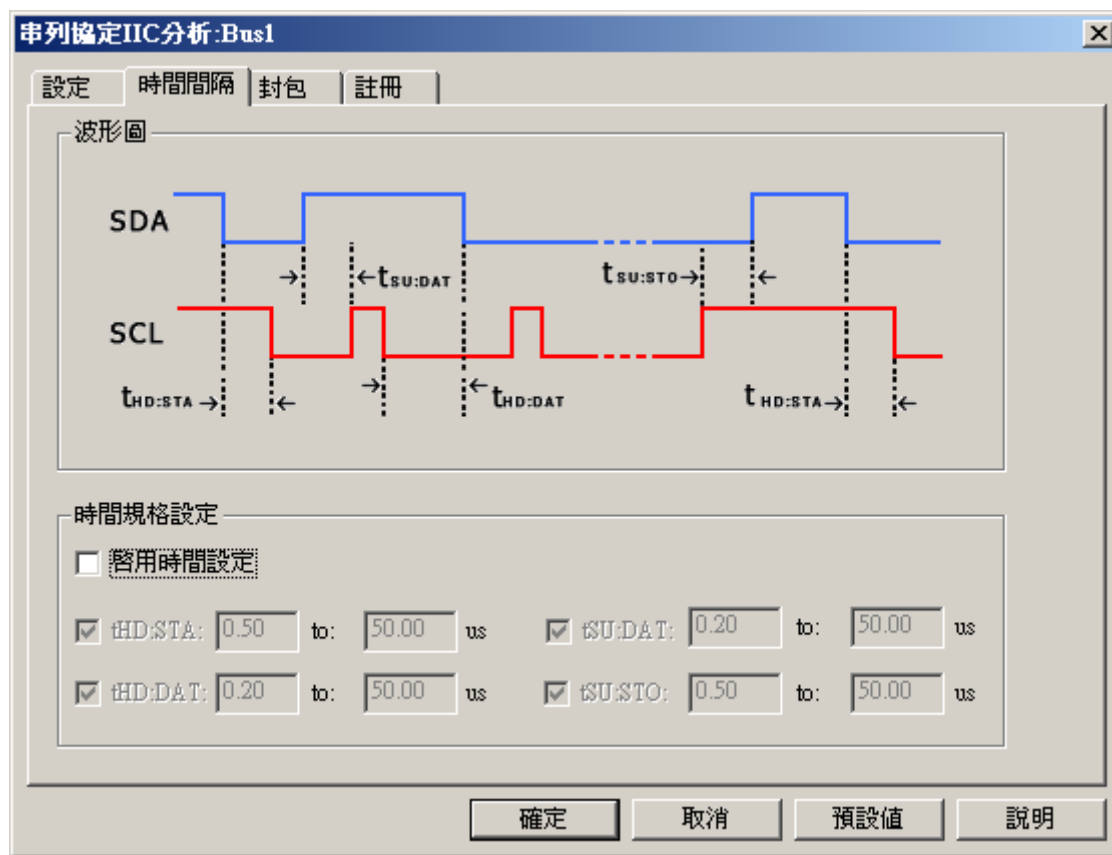 串列協定IIC分析:Bus1
設定 時間間隔 封包 註冊
波形圖
SDA
tSU:DAT tSU:STO
SCL
tHD:STA tHD:DAT tHD:STA
時間規格設定
啓用時間設定
tHD:STA: 0.50 to: 50.00 us tSU:DAT: 0.20 to: 50.00 us
tHD:DAT: 0.20 to: 50.00 us tSU:STO: 0.50 to: 50.00 us
確定 取消 預設值 說明